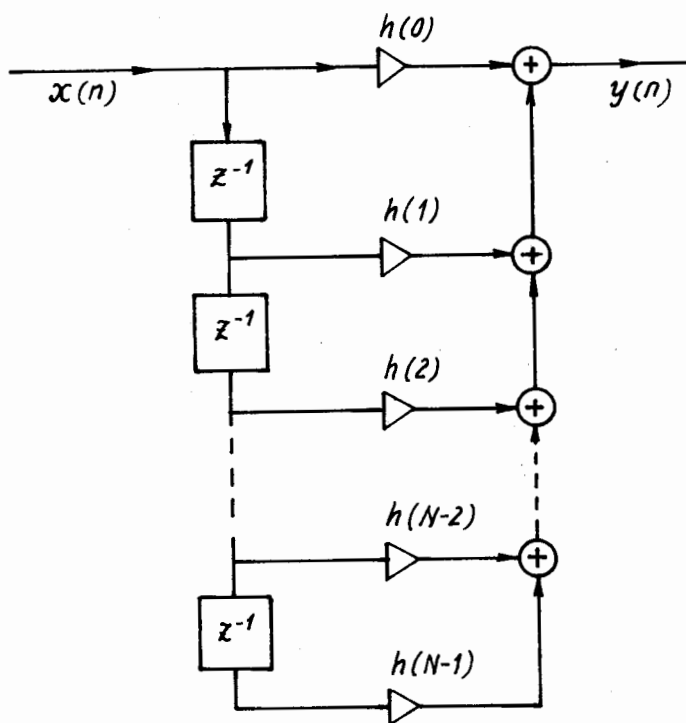 h(0)
x(n)
+
y(n)
z⁻¹
h(1)
+
z⁻¹
h(2)
+
h(N-2)
+
z⁻¹
h(N-1)